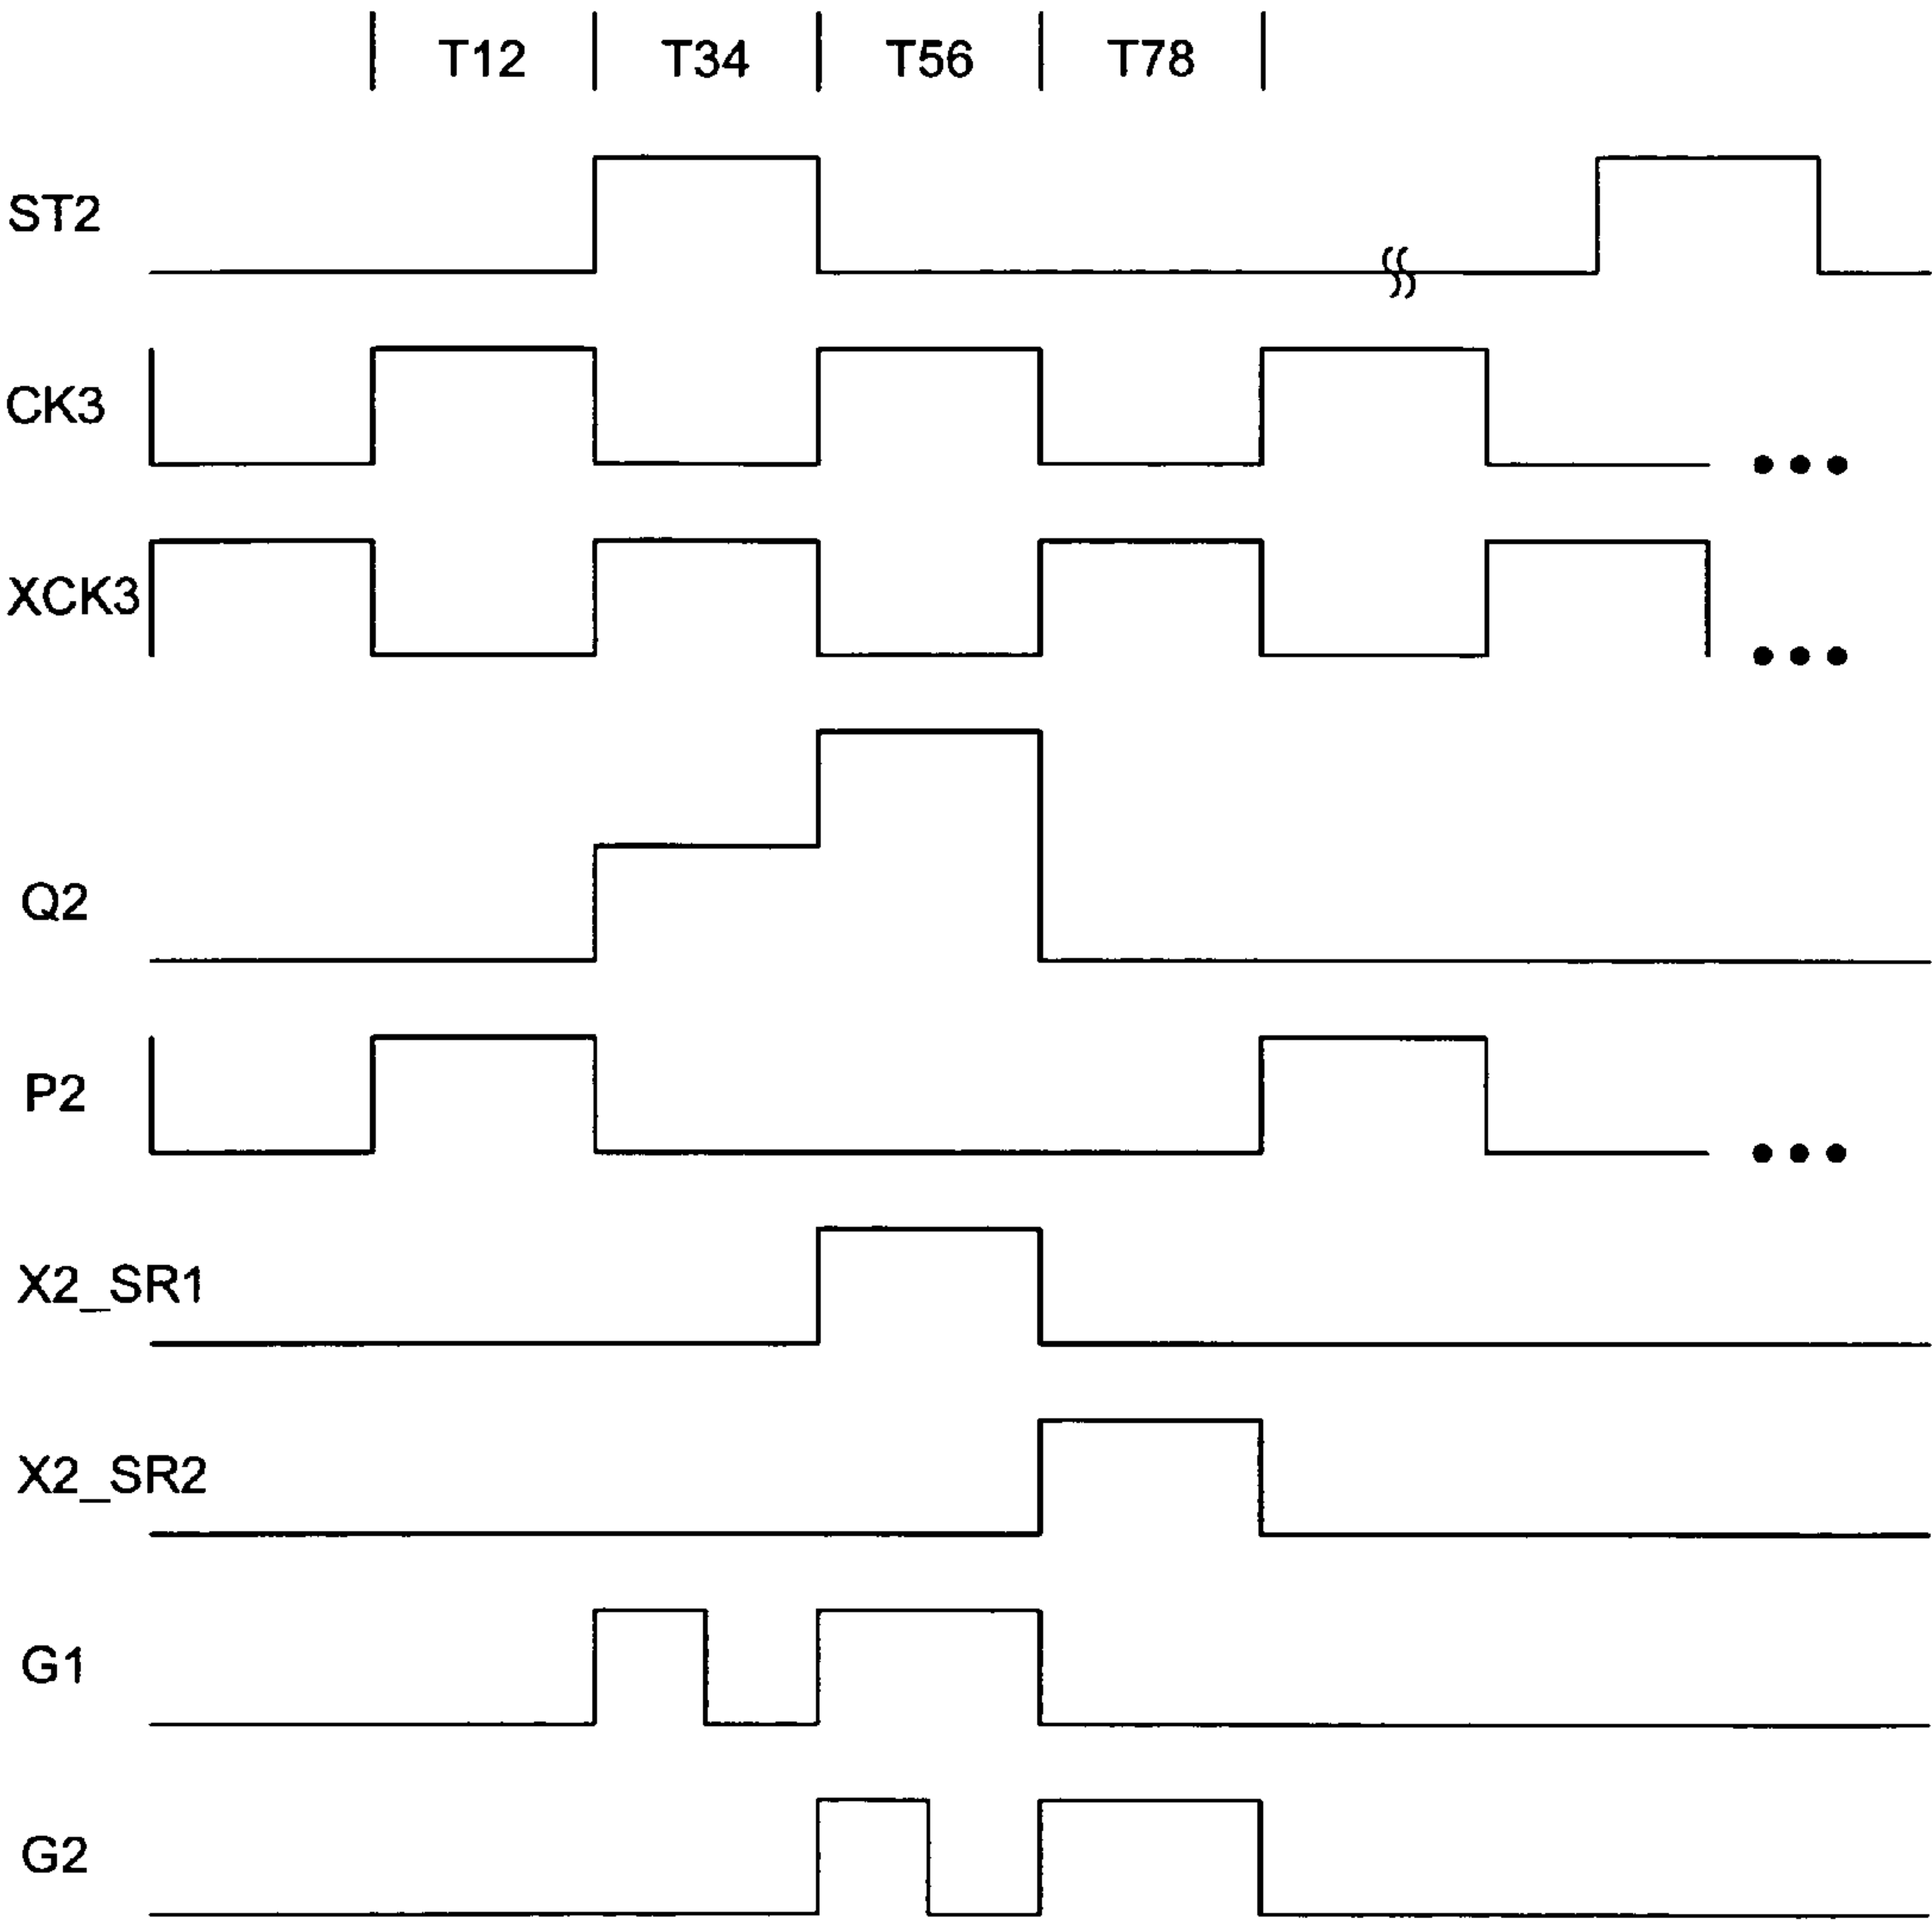 T12 T34 T56 T78
ST2
CK3
XCK3
Q2
P2
X2_SR1
X2_SR2
G1
G2